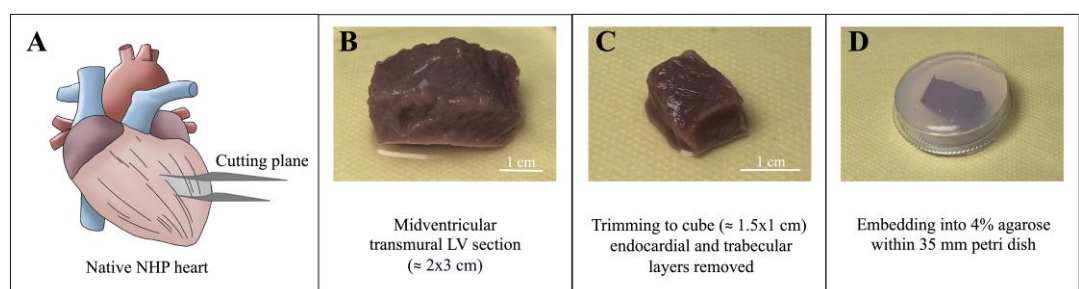 A
Cutting plane
Native NHP heart
B
1 cm
Midventricular
transmural LV section
(≈ 2x3 cm)
C
1 cm
Trimming to cube (≈ 1.5x1 cm)
endocardial and trabecular
layers removed
D
Embedding into 4% agarose
within 35 mm petri dish